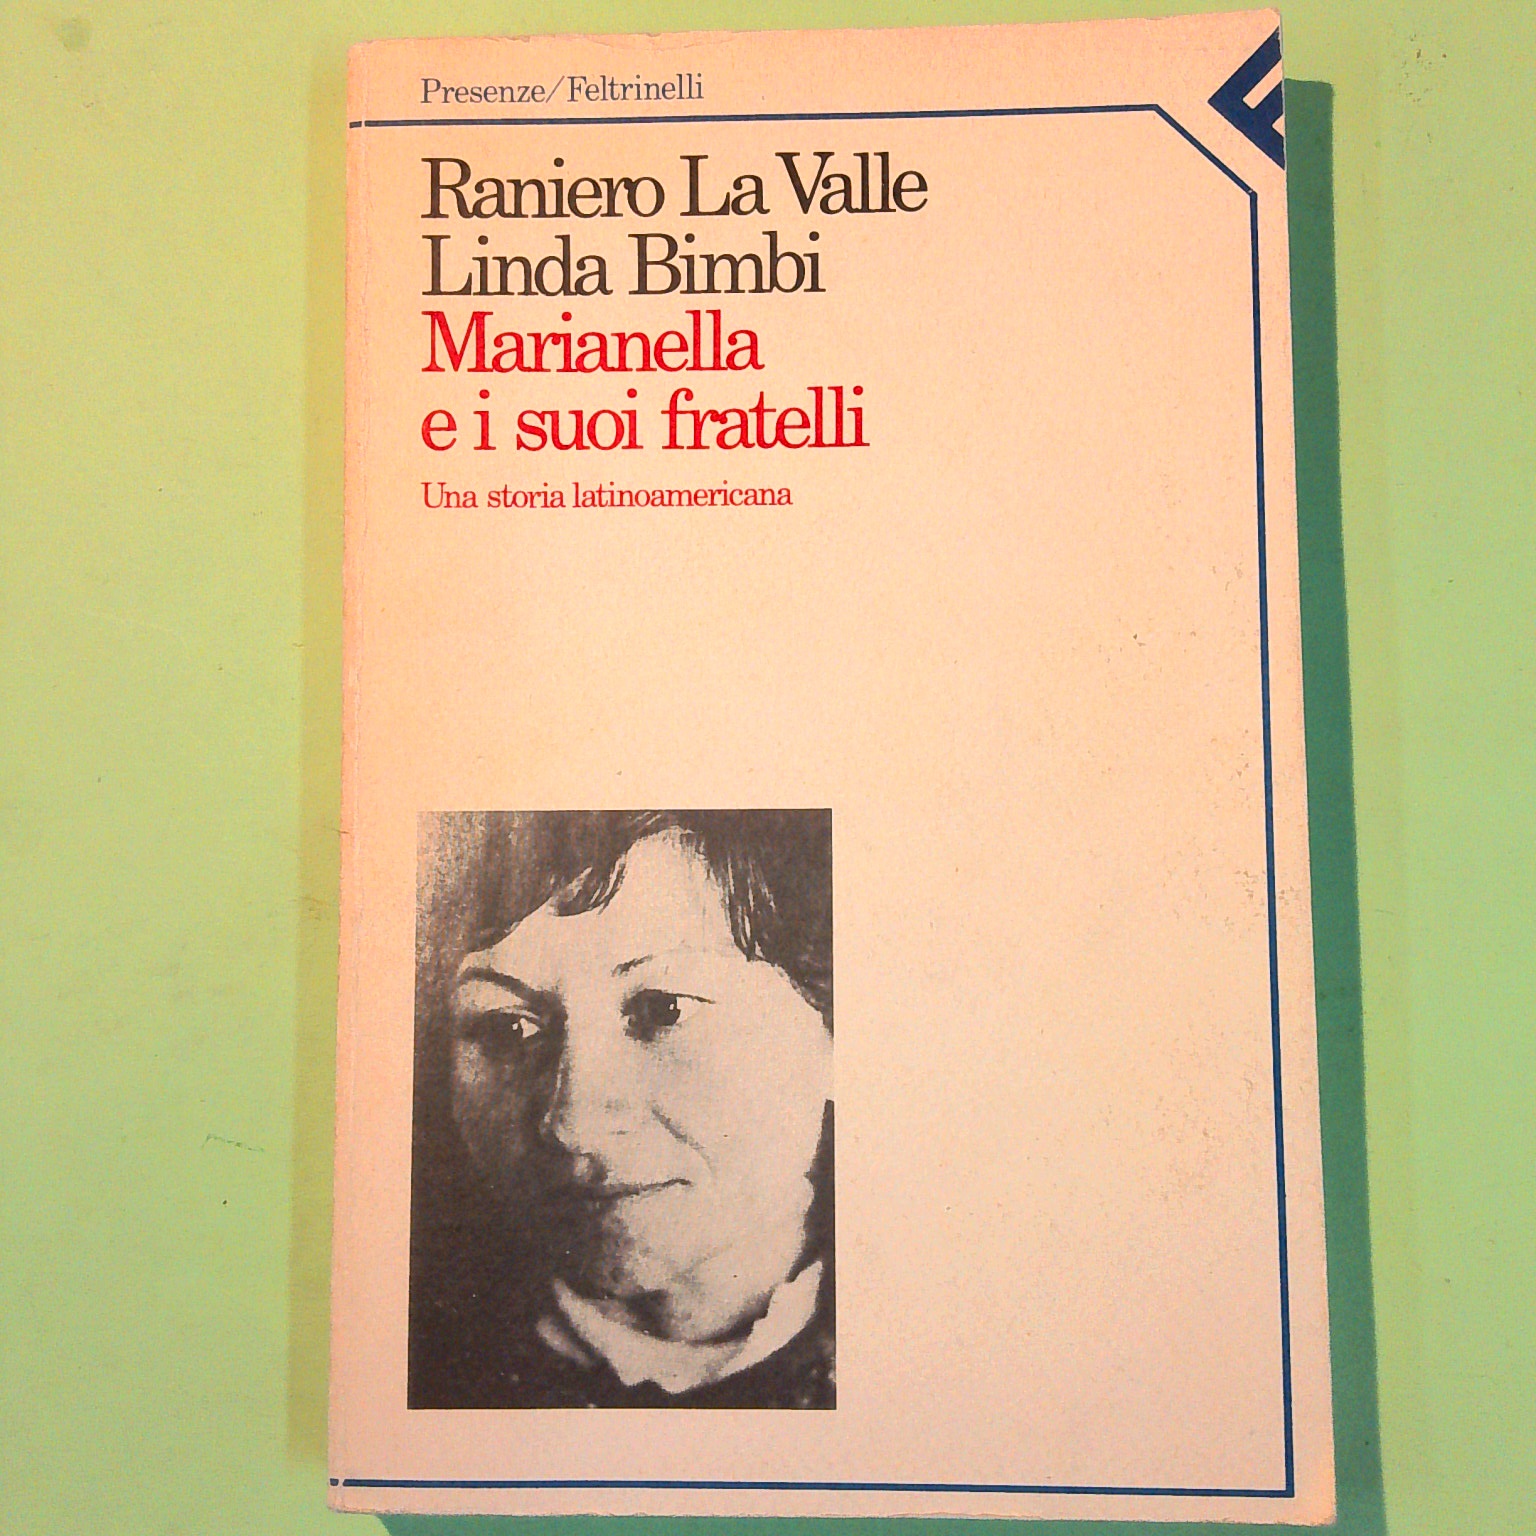 Presenze/Feltrinelli
Raniero La Valle
Linda Bimbi
Marianella
e i suoi fratelli
Una storia latinoamericana